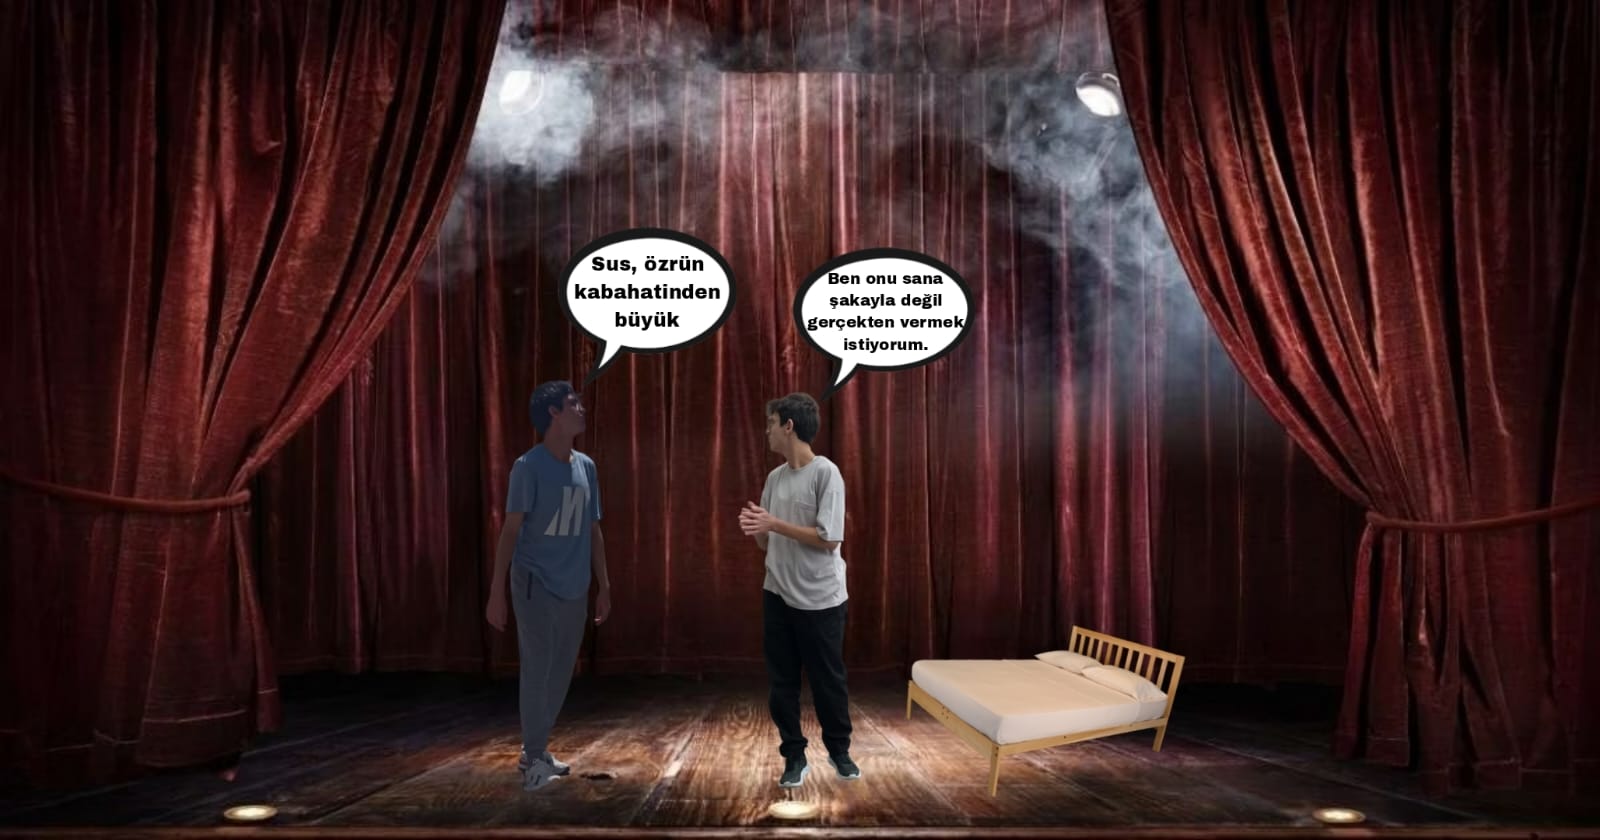 Sus, özrün
kabahatinden
büyük
Ben onu sana
şakayla değil
gerçekten vermek
istiyorum.